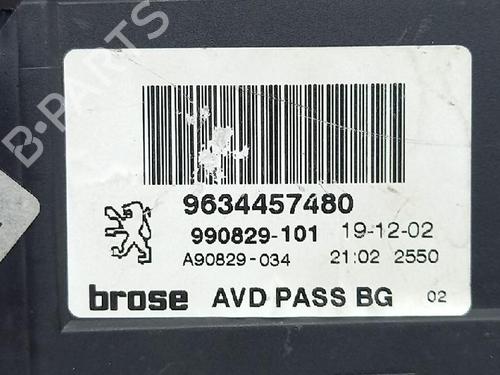 B-PARTS
9634457480
990829-101 19-12-02
A90829-034 21:02 2550
brose AVD PASS BG 02